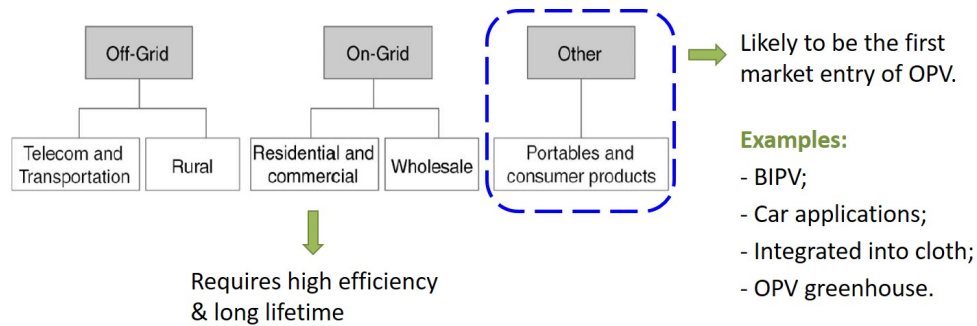 Off-Grid
On-Grid
Other
Telecom and
Transportation
Rural
Residential and
commercial
Wholesale
Portables and
consumer products
Likely to be the first
market entry of OPV.
Examples:
- BIPV;
- Car applications;
- Integrated into cloth;
- OPV greenhouse.
Requires high efficiency
& long lifetime